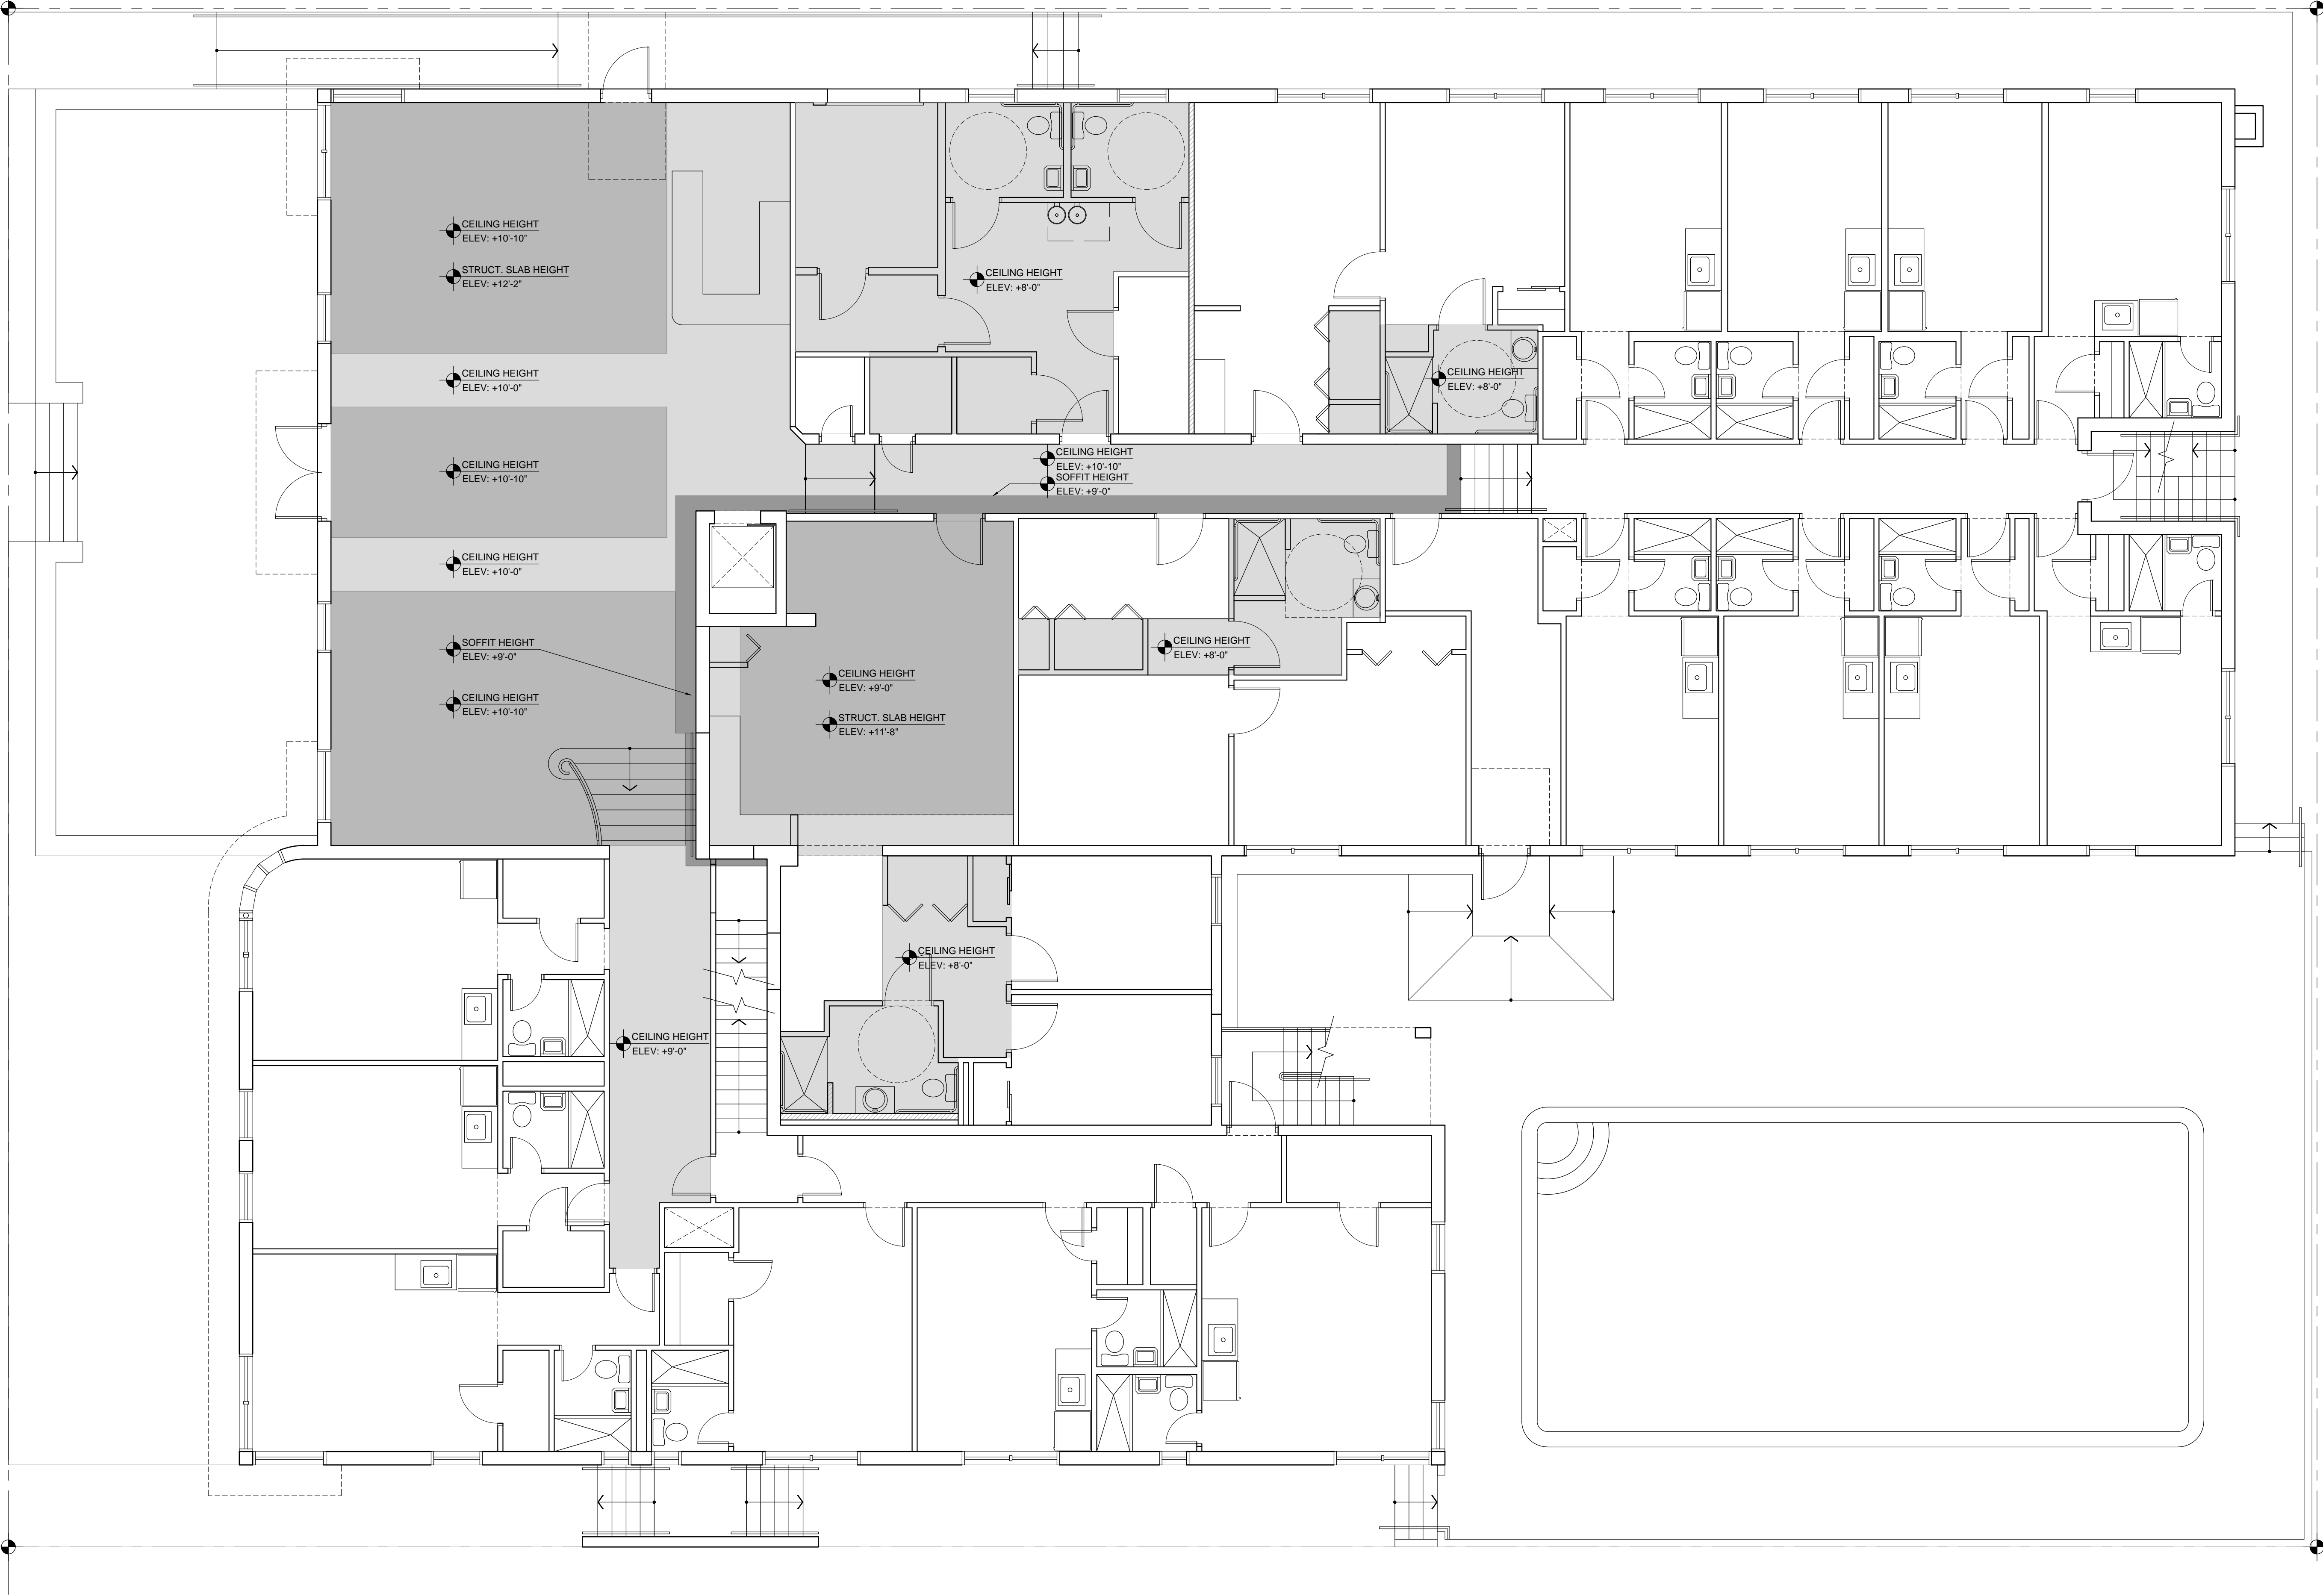 CEILING HEIGHT
ELEV: +10'-10"
STRUCT. SLAB HEIGHT
ELEV: +12'-2"
CEILING HEIGHT
ELEV: +8'-0"
CEILING HEIGHT
ELEV: +10'-0"
CEILING HEIGHT
ELEV: +8'-0"
CEILING HEIGHT
ELEV: +10'-10"
CEILING HEIGHT
ELEV: +10'-10"
SOFFIT HEIGHT
ELEV: +9'-0"
CEILING HEIGHT
ELEV: +10'-0"
SOFFIT HEIGHT
ELEV: +9'-0"
CEILING HEIGHT
ELEV: +8'-0"
CEILING HEIGHT
ELEV: +9'-0"
CEILING HEIGHT
ELEV: +10'-10"
STRUCT. SLAB HEIGHT
ELEV: +11'-8"
CEILING HEIGHT
ELEV: +8'-0"
CEILING HEIGHT
ELEV: +9'-0"